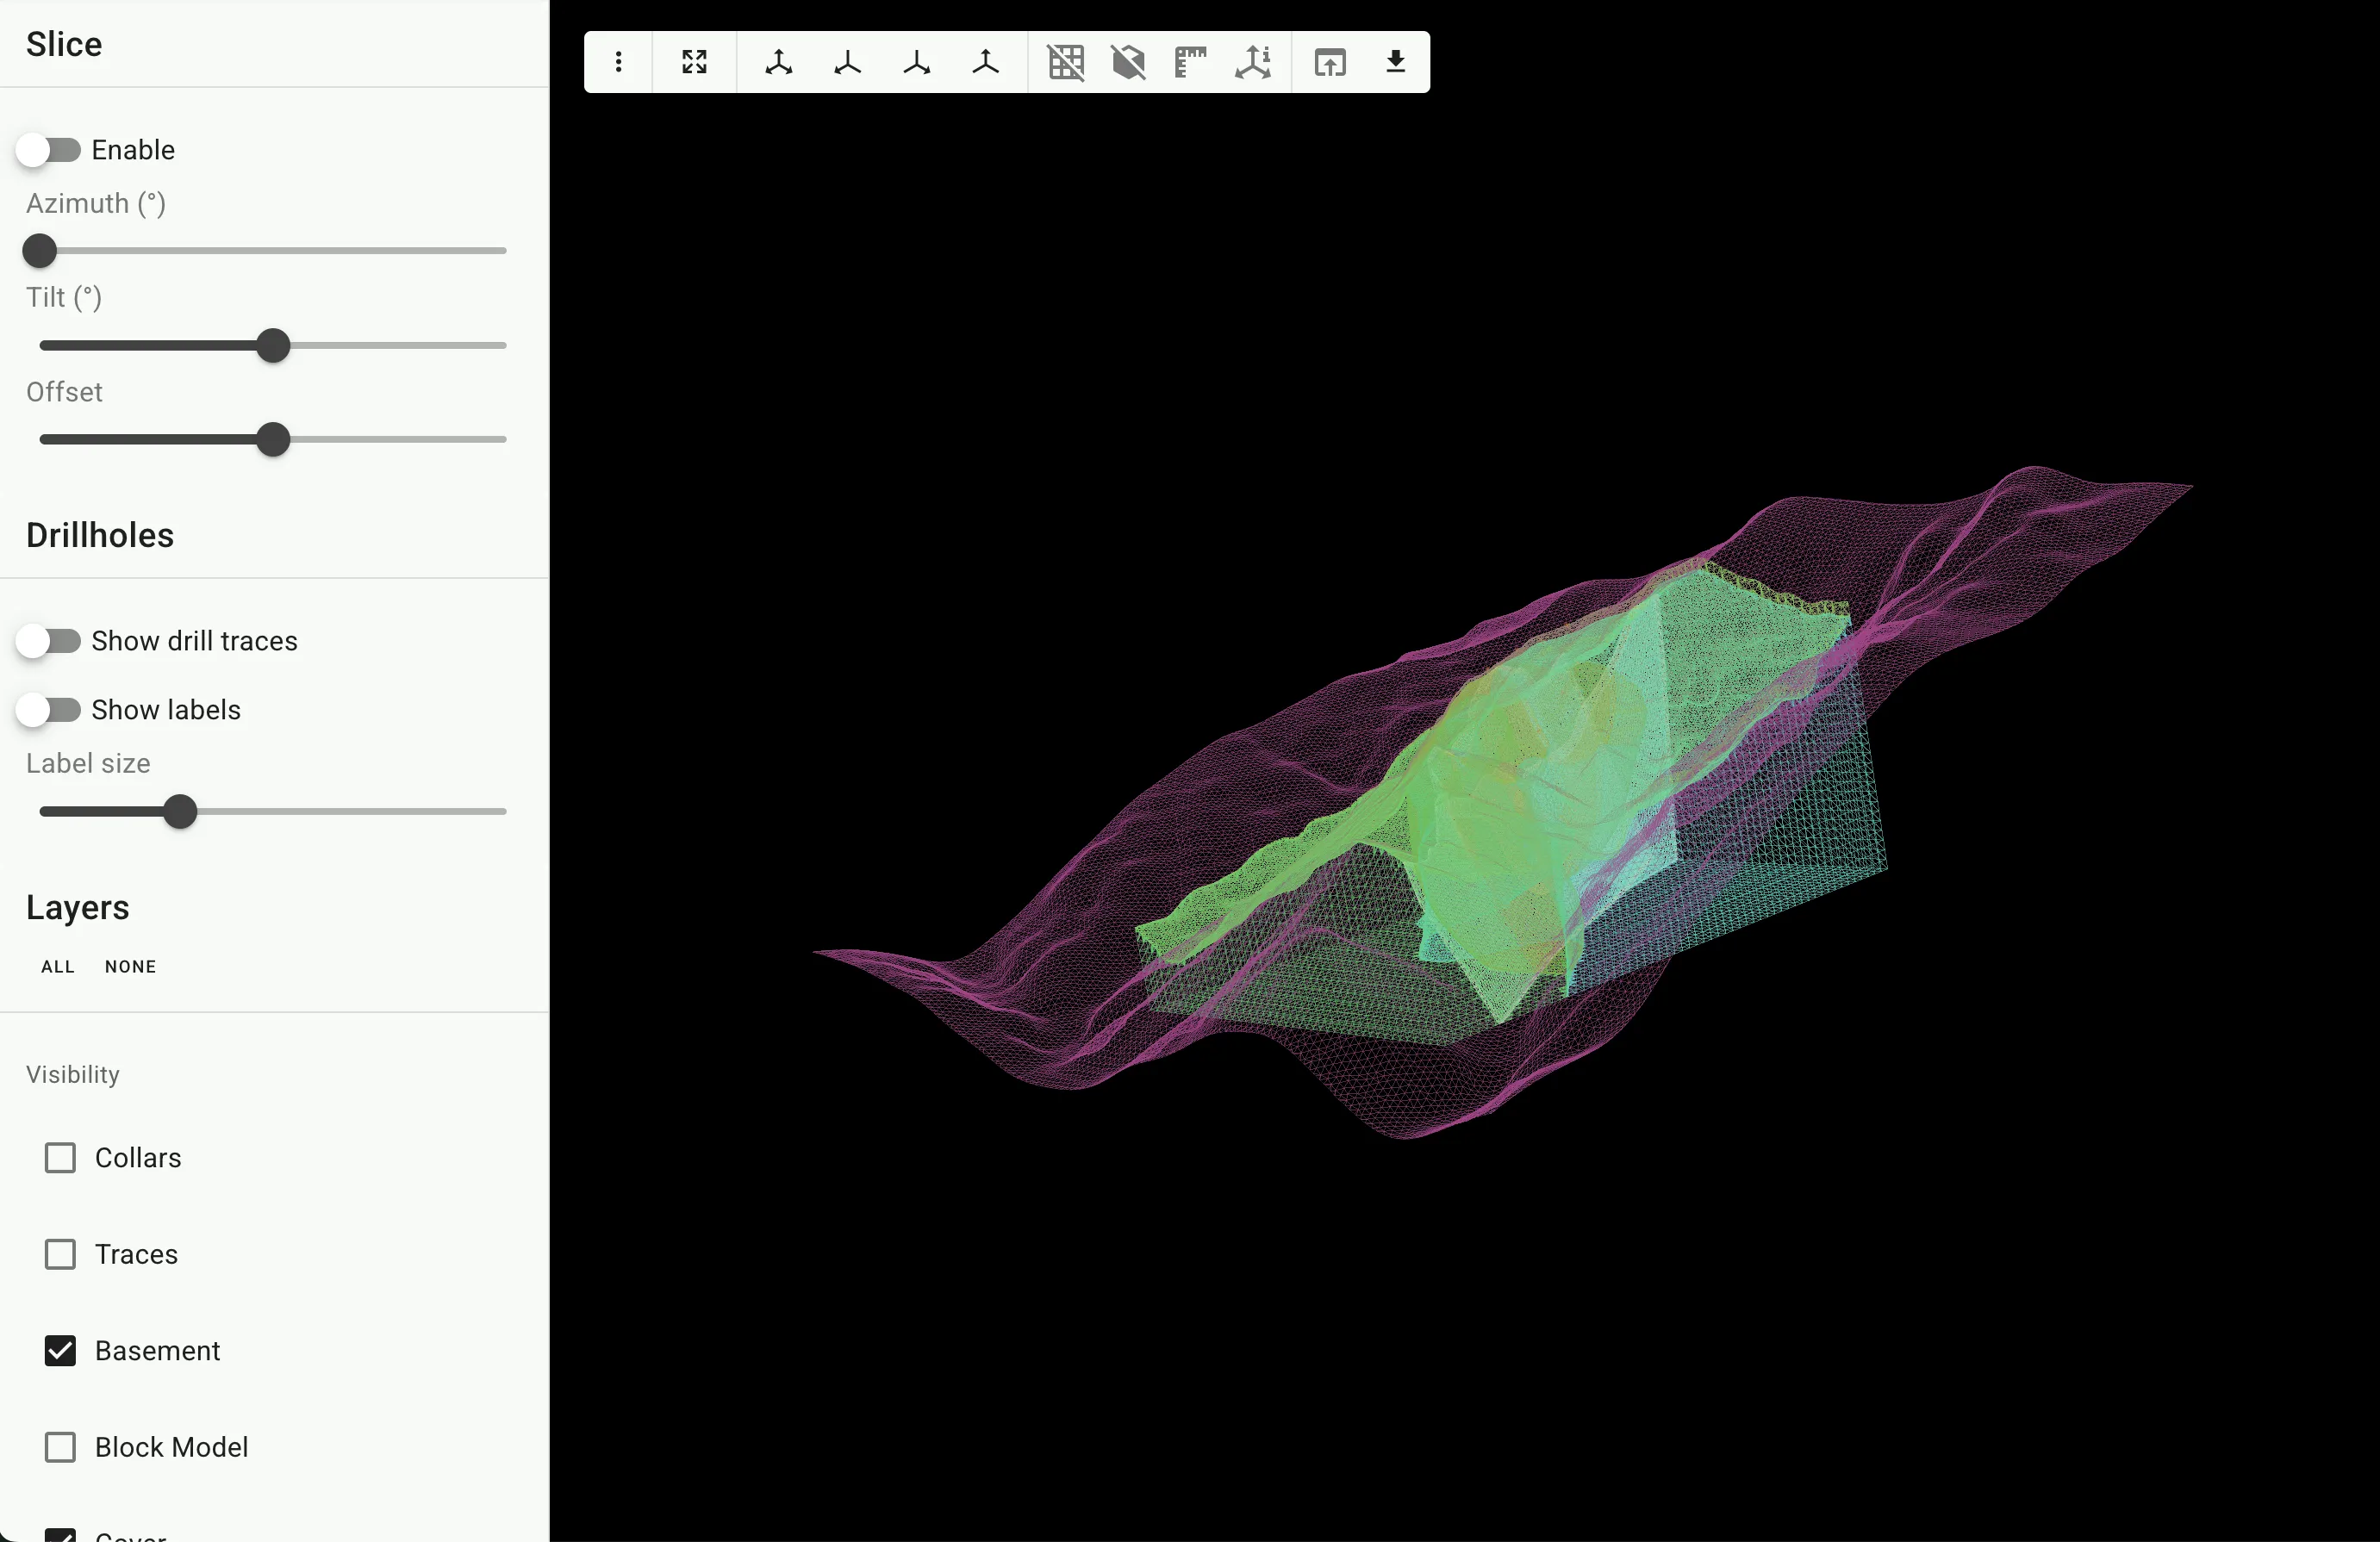 Slice
Enable
Azimuth (°)
Tilt (°)
Offset
Drillholes
Show drill traces
Show labels
Label size
Layers
ALL NONE
Visibility
Collars
Traces
Basement
Block Model
Cover